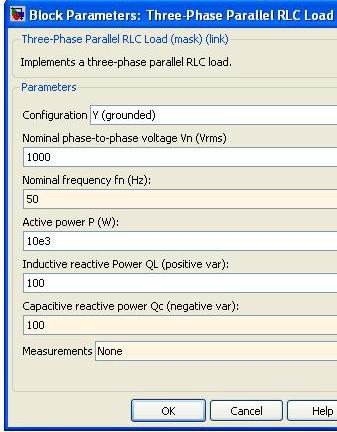 Block Parameters: Three-Phase Parallel RLC Load
Three-Phase Parallel RLC Load (mask) (link)
Implements a three-phase parallel RLC load.
Parameters
Configuration Y (grounded)
Nominal phase-to-phase voltage Vn (Vrms)
1000
Nominal frequency fn (Hz):
50
Active power P (W):
10e3
Inductive reactive Power QL (positive var):
100
Capacitive reactive power Qc (negative var):
100
Measurements None
OK Cancel Help